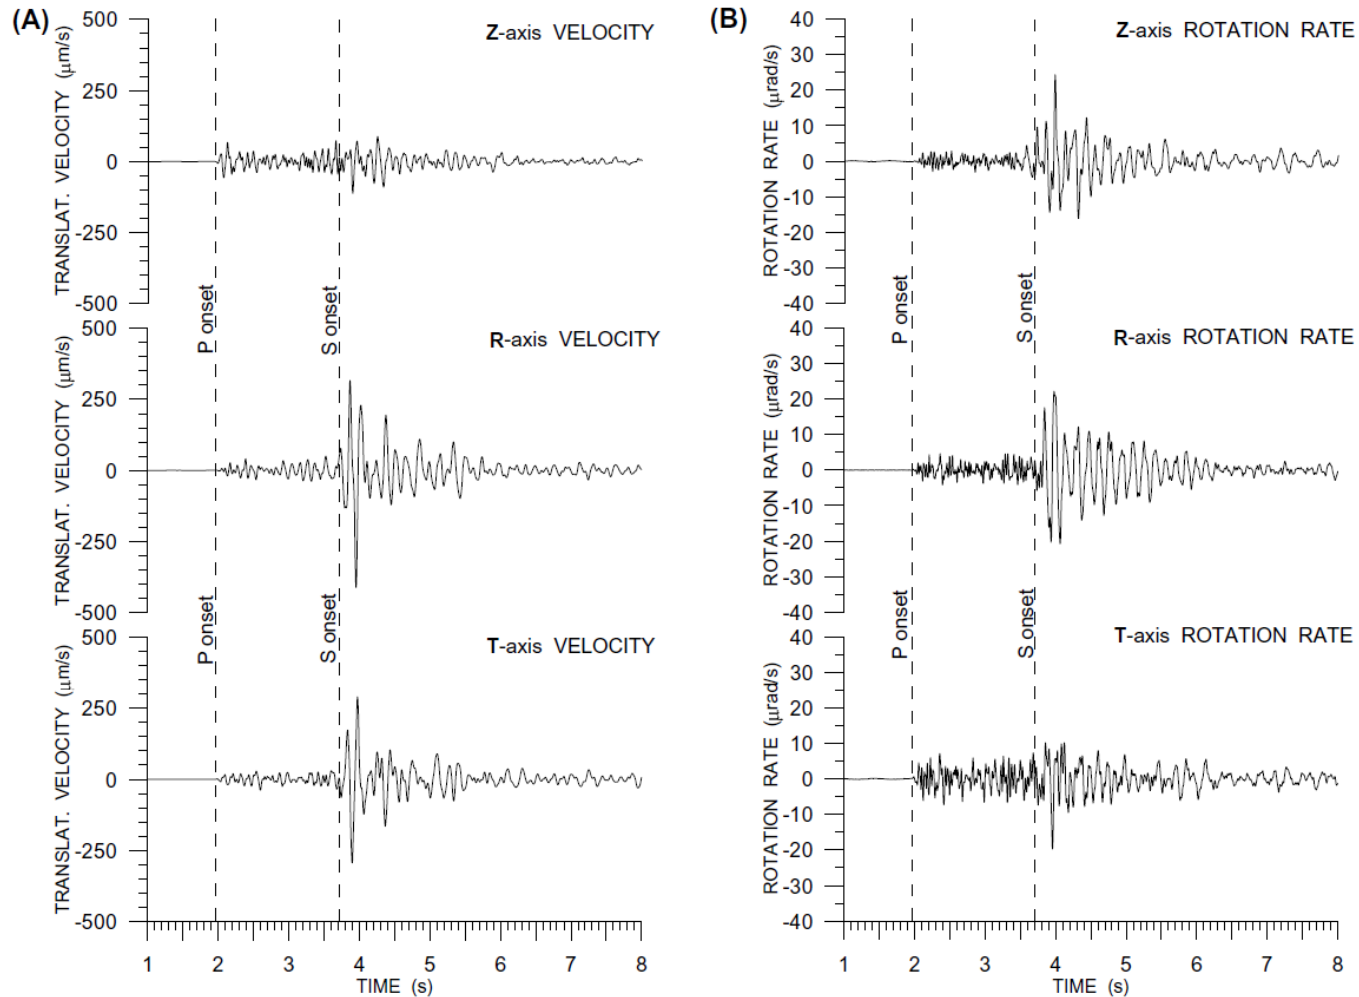 (A)
500
250
0
-250
-500
TRANSLAT. VELOCITY (µm/s)
Z-axis VELOCITY
P onset
S onset
500
250
0
-250
-500
TRANSLAT. VELOCITY (µm/s)
R-axis VELOCITY
P onset
S onset
500
250
0
-250
-500
TRANSLAT. VELOCITY (µm/s)
T-axis VELOCITY
1 2 3 4 5 6 7 8
TIME (s)
(B)
40
30
20
10
0
-10
-20
-30
-40
ROTATION RATE (µrad/s)
Z-axis ROTATION RATE
P onset
S onset
40
30
20
10
0
-10
-20
-30
-40
ROTATION RATE (µrad/s)
R-axis ROTATION RATE
P onset
S onset
40
30
20
10
0
-10
-20
-30
-40
ROTATION RATE (µrad/s)
T-axis ROTATION RATE
1 2 3 4 5 6 7 8
TIME (s)